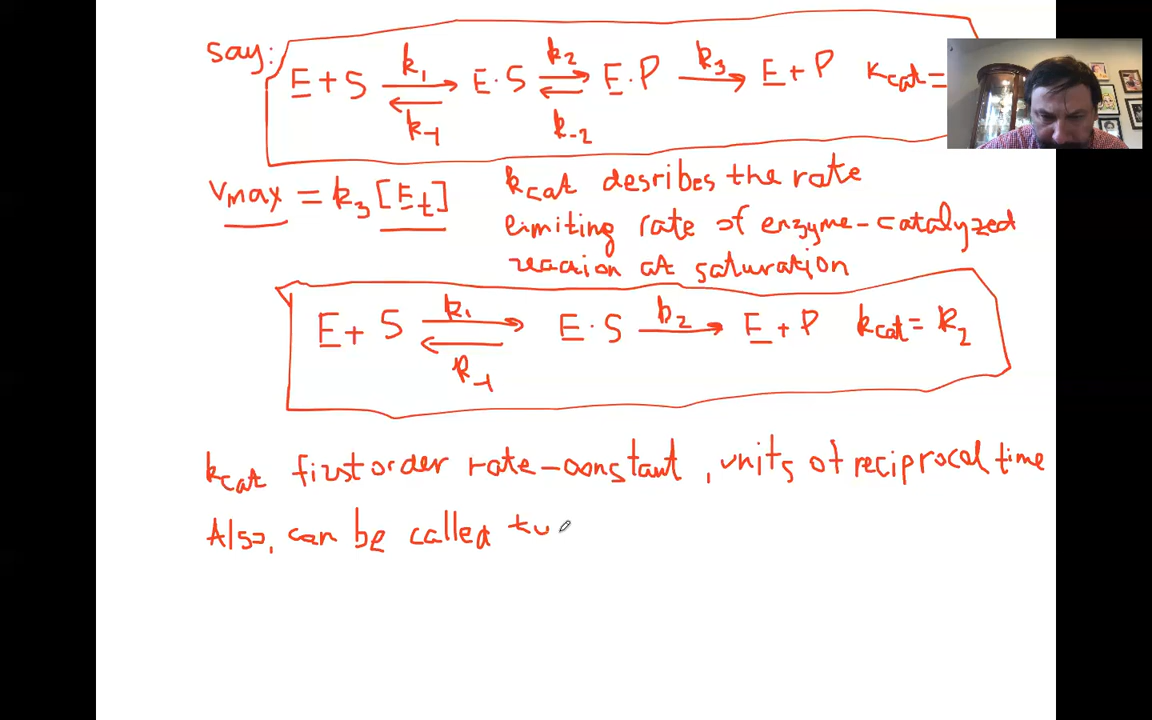 say: E+S k₁ k₋₁ E·S k₂ k₋₂ E·P k₃ E+P kcat=
Vmax = k₃[Et] kcat desribes the rate
limiting rate of enzyme-catalyzed
reacion at saturation
E+S k₁ k₋₁ E·S k₂ E+P kcat= k₂
kcat first order rate-constant, units of reciprocal time
Also, can be called tu